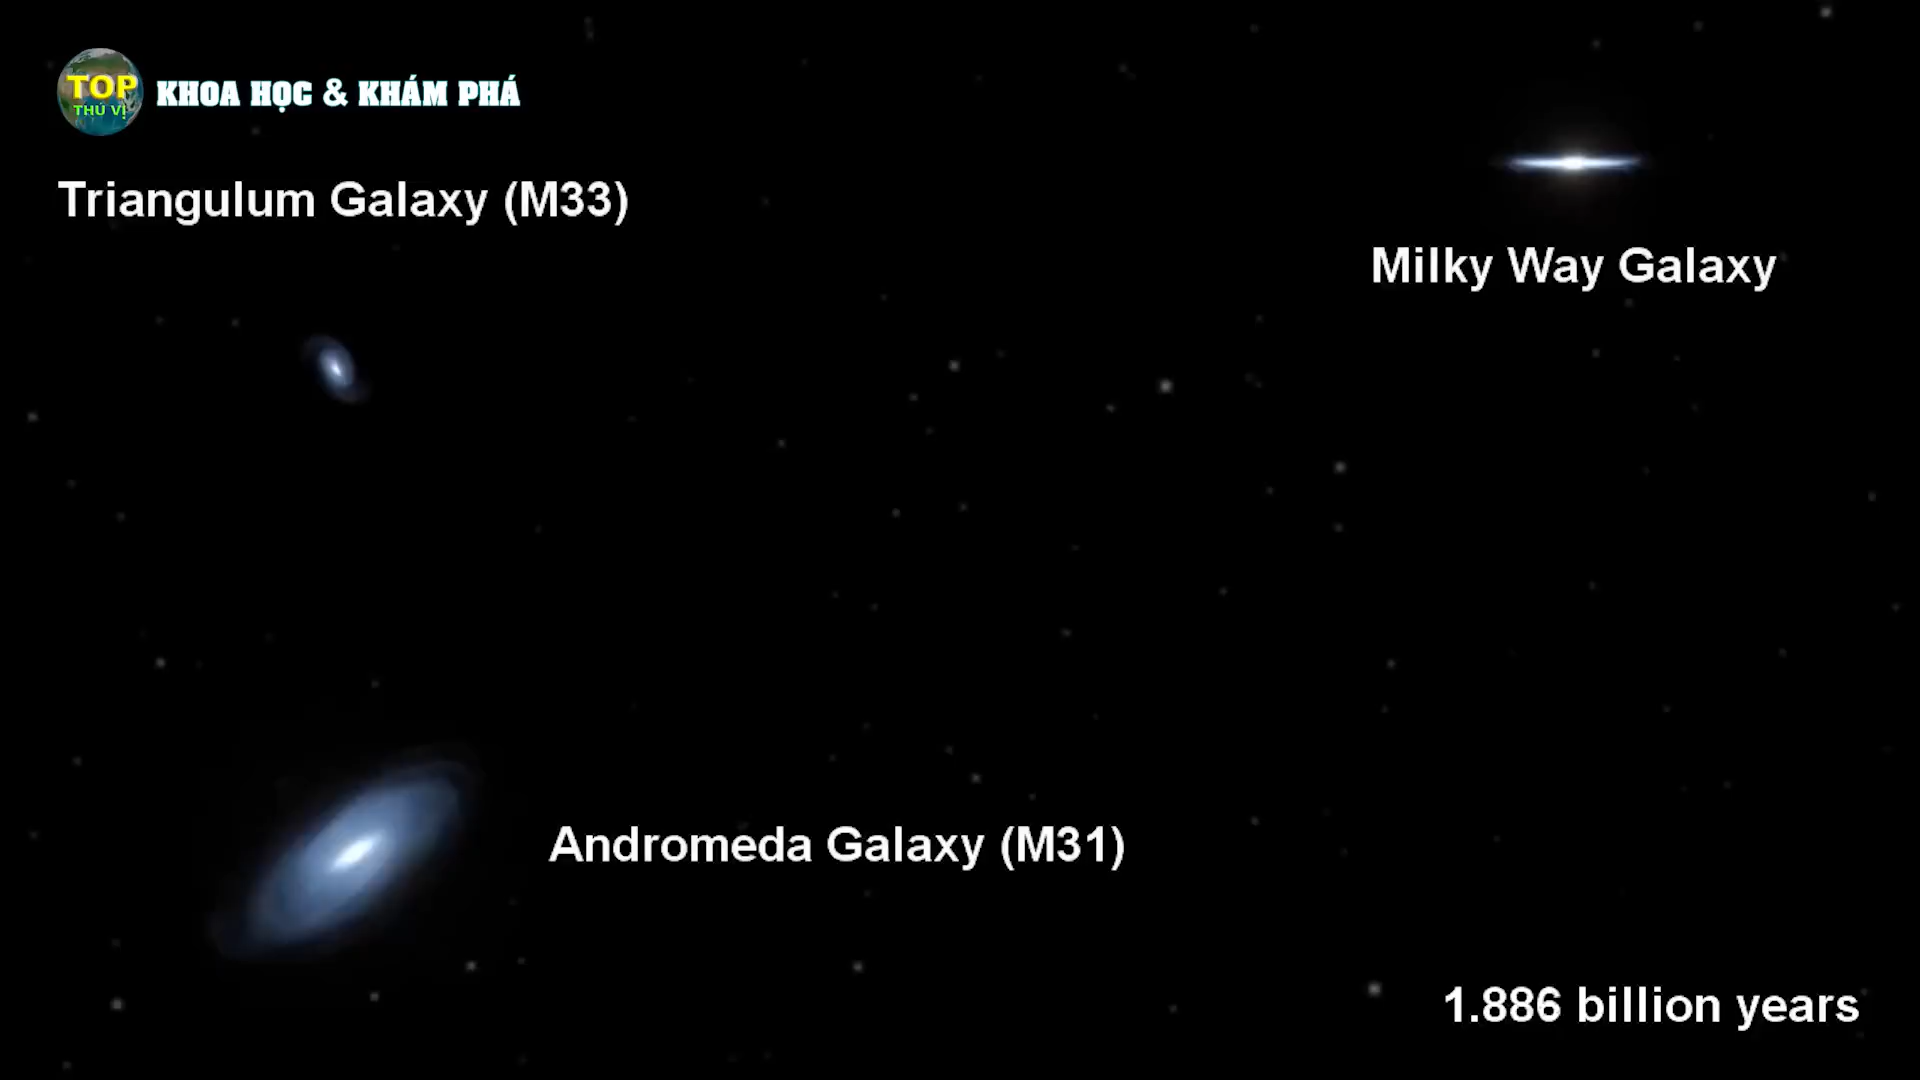 TOP
THÚ VỊ
KHOA HỌC & KHÁM PHÁ
Triangulum Galaxy (M33)
Milky Way Galaxy
Andromeda Galaxy (M31)
1.886 billion years